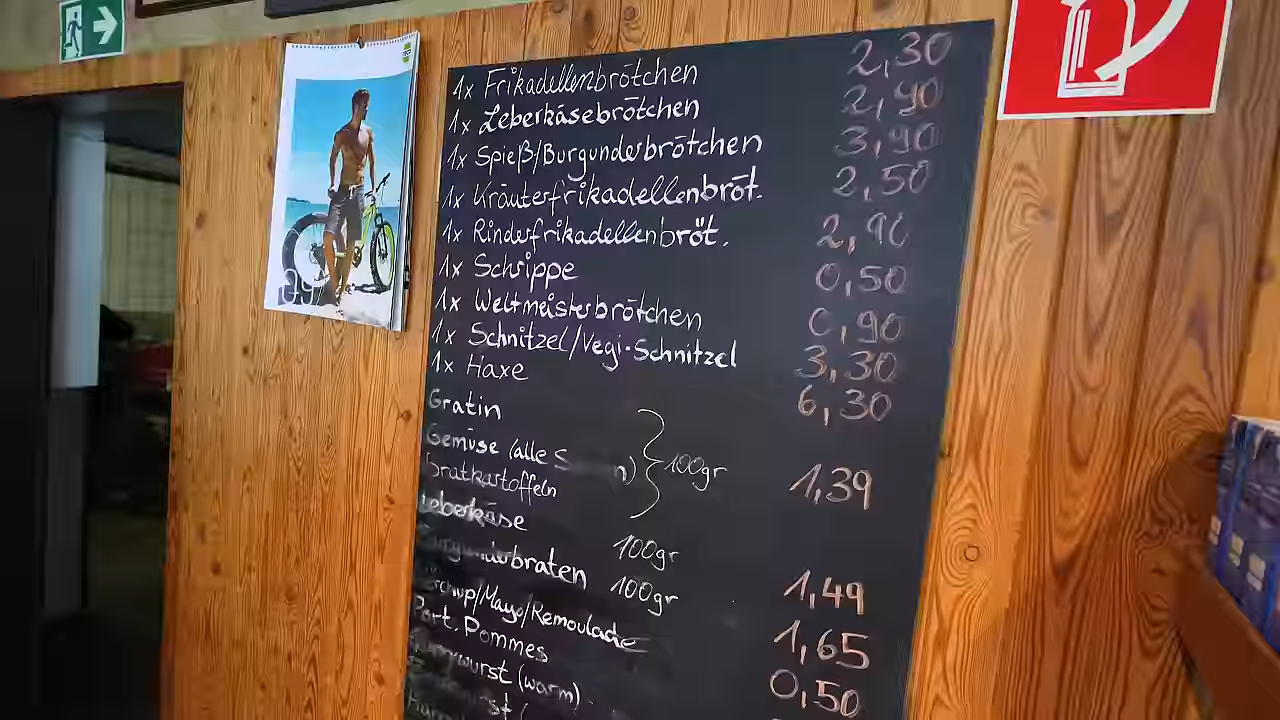 1x Frikadellenbrötchen 2,30
1x Leberkäsebrötchen 2,90
1x Spieß/Burgunderbrötchen 3,90
1x Kräuterfrikadellenbröt. 2,50
1x Rinderfrikadellenbröt. 2,90
1x Schrippe 0,50
1x Weltmeisterbrötchen 0,90
1x Schnitzel/Vegi-Schnitzel 3,30
1x Haxe 6,30
Gratin
Gemüse (alle
Bratkartoffeln
100gr 1,39
Leberkäse 100gr 1,49
Burgunderbraten 100gr 1,65
/Mayo/Remoulade 0,50
Port. Pommes
(warm)